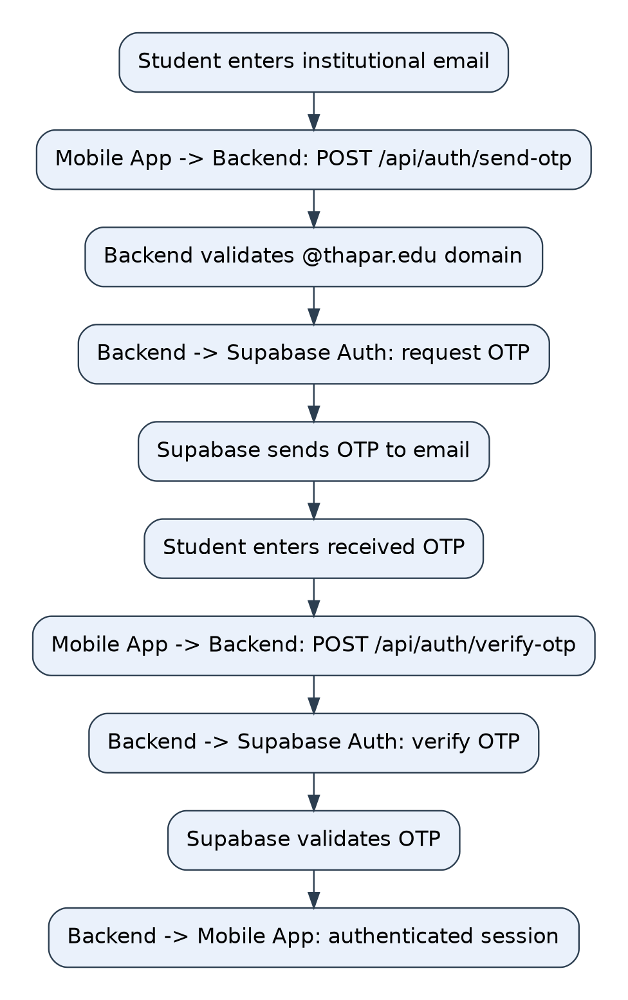 Student enters institutional email
Mobile App -> Backend: POST /api/auth/send-otp
Backend validates @thapar.edu domain
Backend -> Supabase Auth: request OTP
Supabase sends OTP to email
Student enters received OTP
Mobile App -> Backend: POST /api/auth/verify-otp
Backend -> Supabase Auth: verify OTP
Supabase validates OTP
Backend -> Mobile App: authenticated session